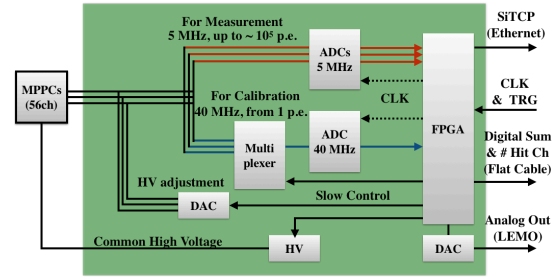 For Measurement
5 MHz, up to ~ 10⁵ p.e.
ADCs
5 MHz
SiTCP
(Ethernet)
MPPCs
(56ch)
For Calibration
40 MHz, from 1 p.e.
CLK
CLK
& TRG
Multi
plexer
ADC
40 MHz
FPGA
Digital Sum
& # Hit Ch
(Flat Cable)
HV adjustment
DAC
Slow Control
Analog Out
(LEMO)
Common High Voltage
HV
DAC